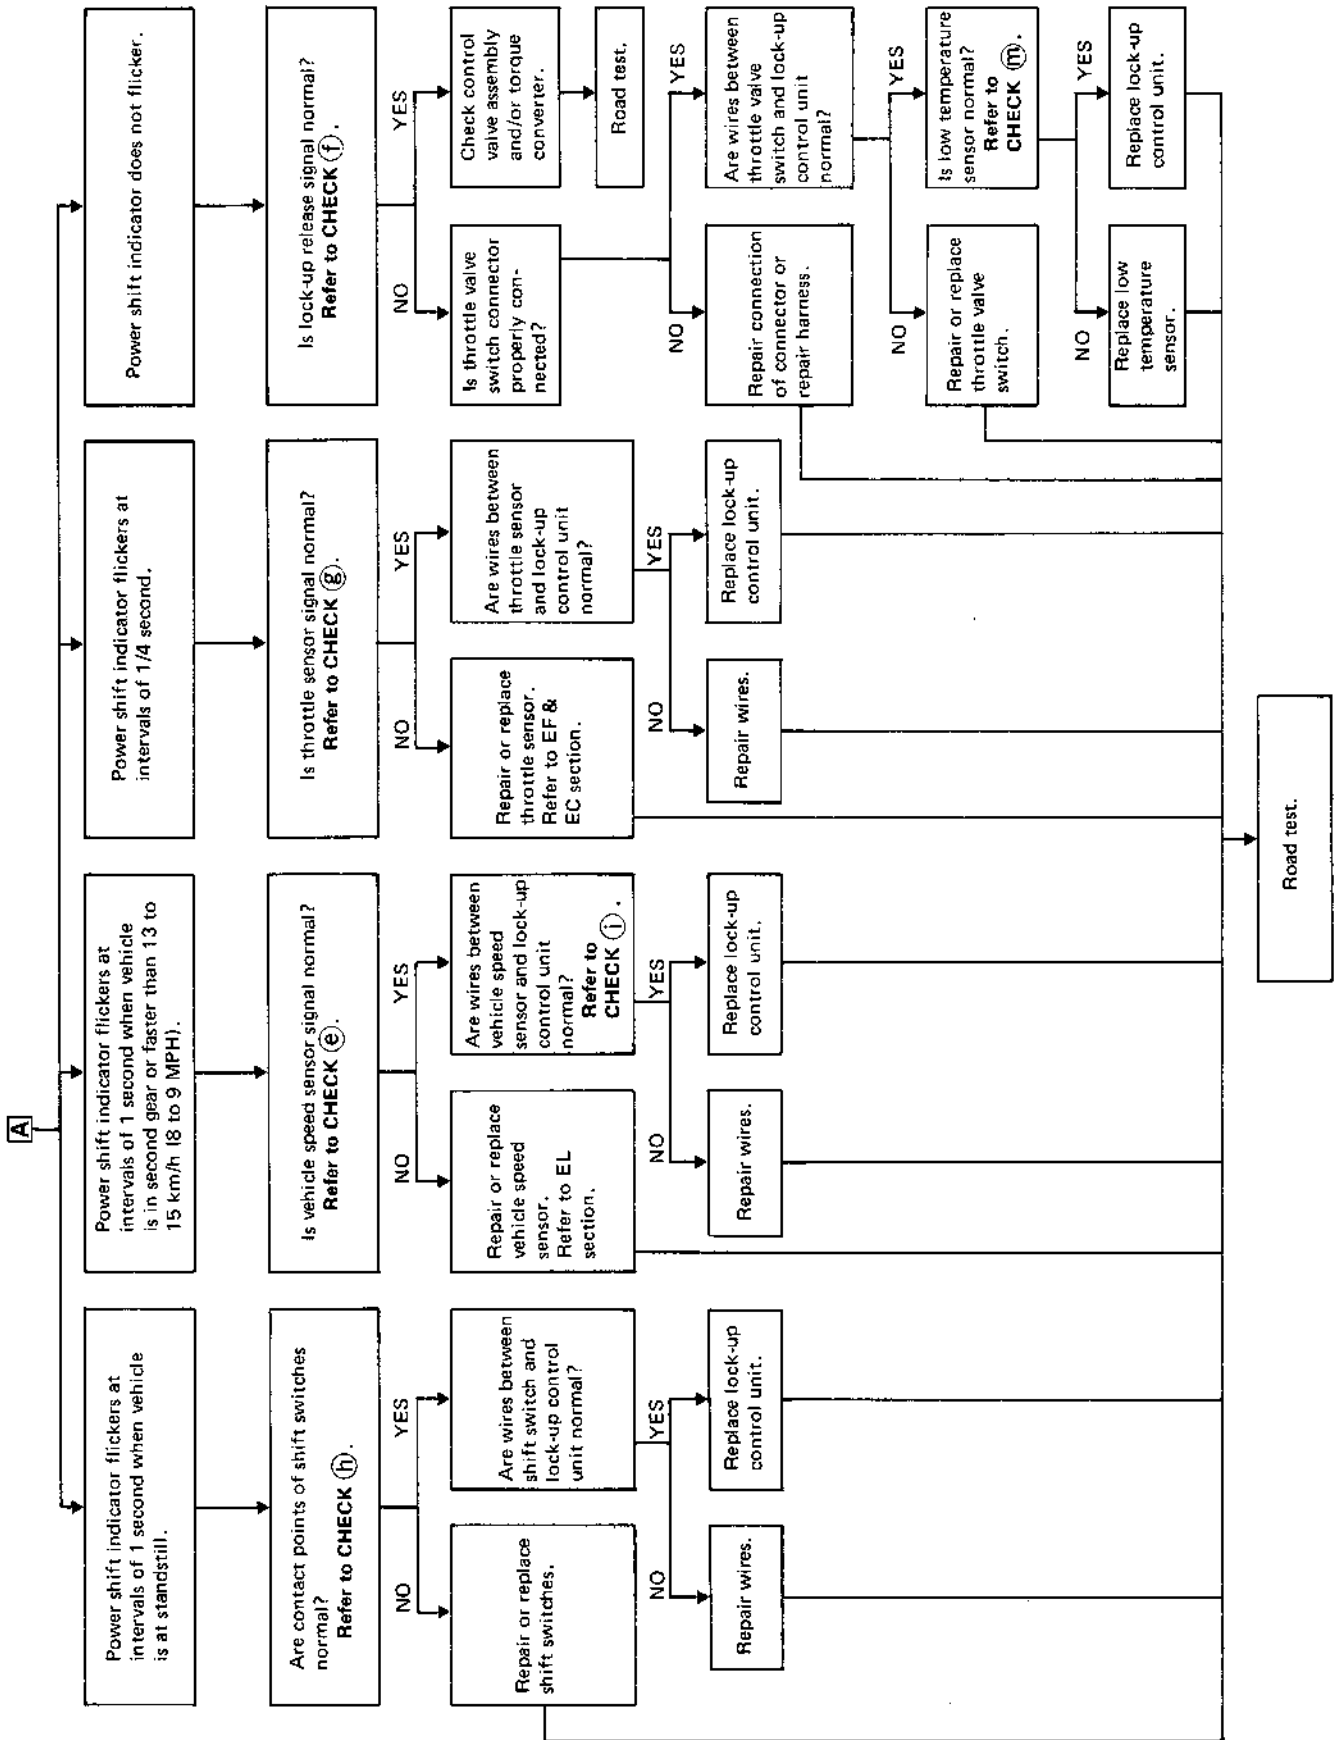 A
Power shift indicator flickers at
intervals of 1 second when vehicle
is at standstill.
Are contact points of shift switches
normal?
Refer to CHECK ⓗ.
NO
YES
Repair or replace
shift switches.
Are wires between
shift switch and
lock-up control
unit normal?
NO
YES
Repair wires.
Replace lock-up
control unit.
Power shift indicator flickers at
intervals of 1 second when vehicle
is in second gear or faster than 13 to
15 km/h (8 to 9 MPH).
Is vehicle speed sensor signal normal?
Refer to CHECK ⓔ.
NO
YES
Repair or replace
vehicle speed
sensor.
Refer to EL
section.
Are wires between
vehicle speed
sensor and lock-up
control unit
normal?
Refer to
CHECK ⓘ.
NO
YES
Repair wires.
Replace lock-up
control unit.
Power shift indicator flickers at
intervals of 1/4 second.
Is throttle sensor signal normal?
Refer to CHECK ⓖ.
NO
YES
Repair or replace
throttle sensor.
Refer to EF &
EC section.
Are wires between
throttle sensor
and lock-up
control unit
normal?
NO
YES
Repair wires.
Replace lock-up
control unit.
Power shift indicator does not flicker.
Is lock-up release signal normal?
Refer to CHECK ⓕ.
NO
YES
Is throttle valve
switch connector
properly con-
nected?
Check control
valve assembly
and/or torque
converter.
Road test.
NO
YES
Repair connection
of connector or
repair harness.
Are wires between
throttle valve
switch and lock-up
control unit
normal?
NO
YES
Repair or replace
throttle valve
switch.
Is low temperature
sensor normal?
Refer to
CHECK ⓜ.
NO
YES
Replace low
temperature
sensor.
Replace lock-up
control unit.
Road test.